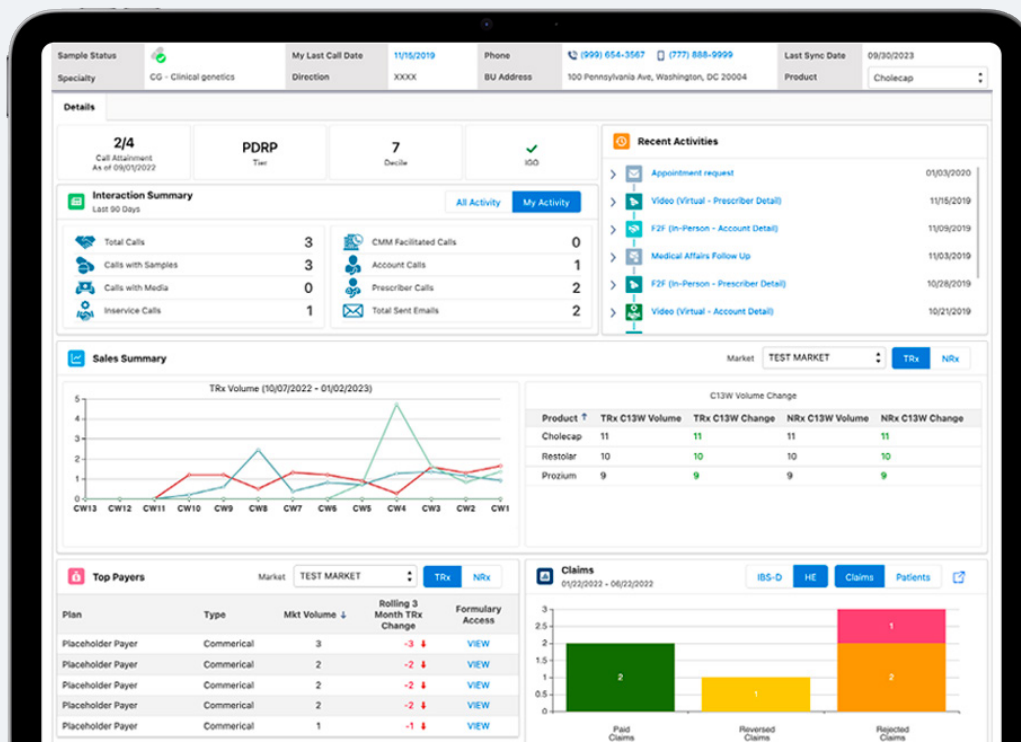 Sample Status
My Last Call Date 11/15/2019
Phone (999) 654-3567 (777) 888-9999
Last Sync Date 09/30/2023
Specialty CG - Clinical genetics
Direction XXXX
BU Address 100 Pennsylvania Ave, Washington, DC 20004
Product Cholecap
Details
2/4
Call Attainment
As of 09/01/2022
PDRP
Tier
7
Decile
IGO
Recent Activities
Appointment request 01/03/2020
Video (Virtual - Prescriber Detail) 11/15/2019
F2F (In-Person - Account Detail) 11/09/2019
Medical Affairs Follow Up 11/03/2019
F2F (In-Person - Prescriber Detail) 10/28/2019
Video (Virtual - Account Detail) 10/21/2019
Interaction Summary
Last 90 Days
All Activity My Activity
Total Calls 3
Calls with Samples 3
Calls with Media 0
Inservice Calls 1
CMM Facilitated Calls 0
Account Calls 1
Prescriber Calls 2
Total Sent Emails 2
Sales Summary
Market TEST MARKET TRx NRx
TRx Volume (10/07/2022 - 01/02/2023)
5
4
3
2
1
0
CW13 CW12 CW11 CW10 CW9 CW8 CW7 CW6 CW5 CW4 CW3 CW2 CW1
C13W Volume Change
Product TRx C13W Volume TRx C13W Change NRx C13W Volume NRx C13W Change
Cholecap 11 11 11 11
Restolar 10 10 10 10
Prozium 9 9 9 9
Top Payers
Market TEST MARKET TRx NRx
Plan Type Mkt Volume Rolling 3 Month TRx Change Formulary Access
Placeholder Payer Commerical 3 -3 VIEW
Placeholder Payer Commerical 2 -2 VIEW
Placeholder Payer Commerical 2 -2 VIEW
Placeholder Payer Commerical 2 -2 VIEW
Placeholder Payer Commerical 1 -1 VIEW
Claims
01/22/2022 - 06/22/2022
IBS-D HE Claims Patients
3
2.5
2
1.5
1
0.5
0
2
1
1
2
Paid Claims
Reversed Claims
Rejected Claims